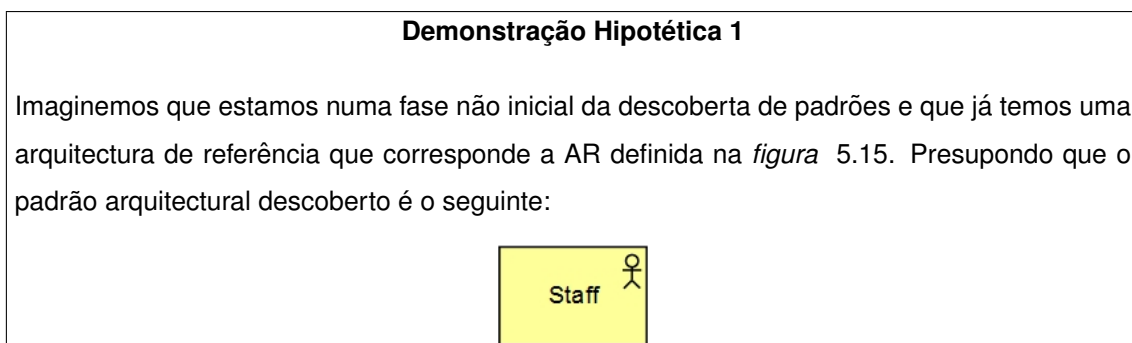 Demonstração Hipotética 1
Imaginemos que estamos numa fase não inicial da descoberta de padrões e que já temos uma
arquitectura de referência que corresponde a AR definida na figura 5.15. Presupondo que o
padrão arquitectural descoberto é o seguinte:
Staff